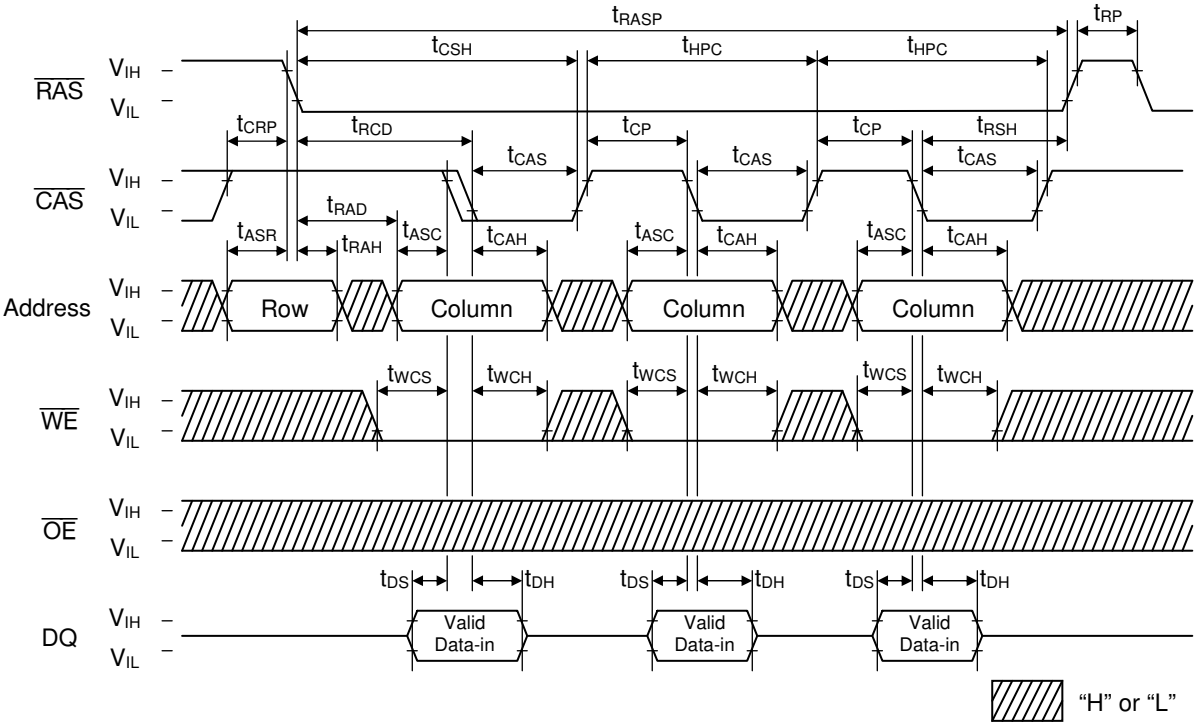 tRASP
tRP
tCSH
tHPC
tHPC
RAS
VIH
VIL
tCRP
tRCD
tCP
tCP
tRSH
tCAS
tCAS
tCAS
CAS
VIH
VIL
tRAD
tASR
tRAH
tASC
tCAH
tASC
tCAH
tASC
tCAH
Address
VIH
VIL
Row
Column
Column
Column
tWCS
tWCH
tWCS
tWCH
tWCS
tWCH
WE
VIH
VIL
OE
VIH
VIL
tDS
tDH
tDS
tDH
tDS
tDH
DQ
VIH
VIL
Valid
Data-in
Valid
Data-in
Valid
Data-in
“H” or “L”